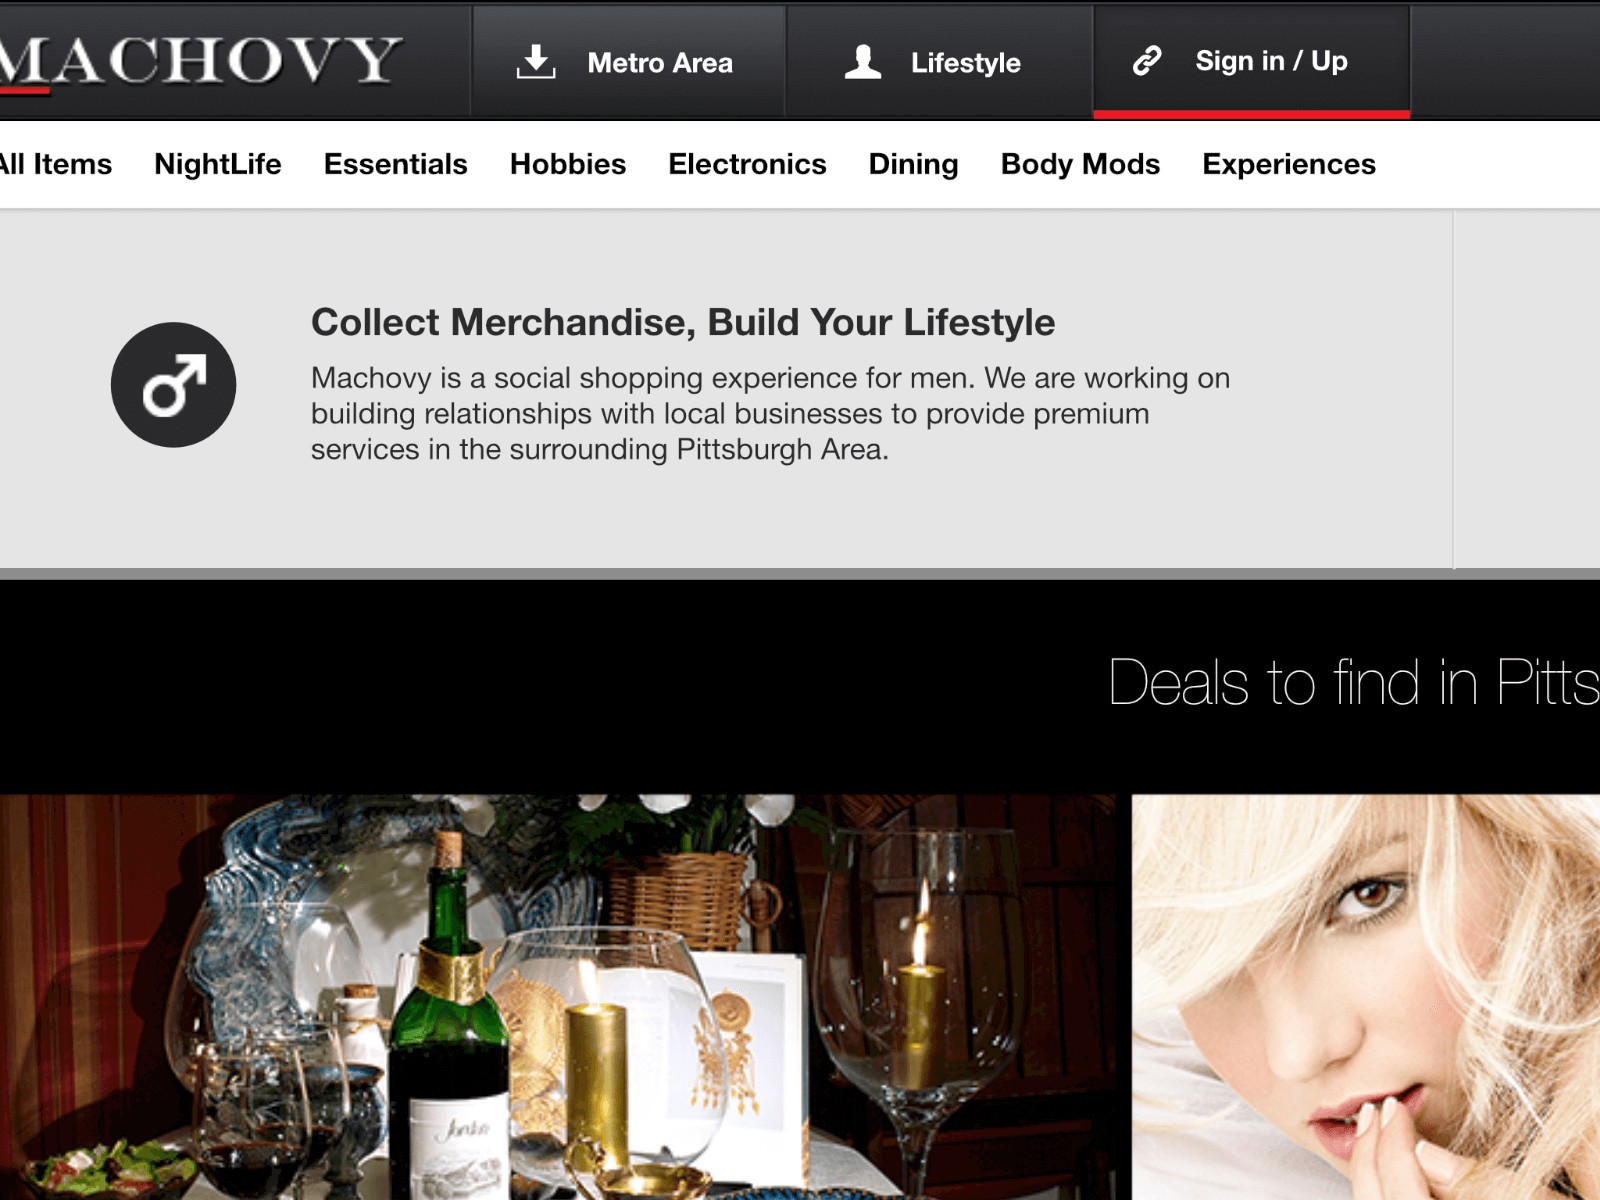 MACHOVY
Metro Area
Lifestyle
Sign in / Up
All Items NightLife Essentials Hobbies Electronics Dining Body Mods Experiences
Collect Merchandise, Build Your Lifestyle
Machovy is a social shopping experience for men. We are working on
building relationships with local businesses to provide premium
services in the surrounding Pittsburgh Area.
Deals to find in Pitts
Jordan